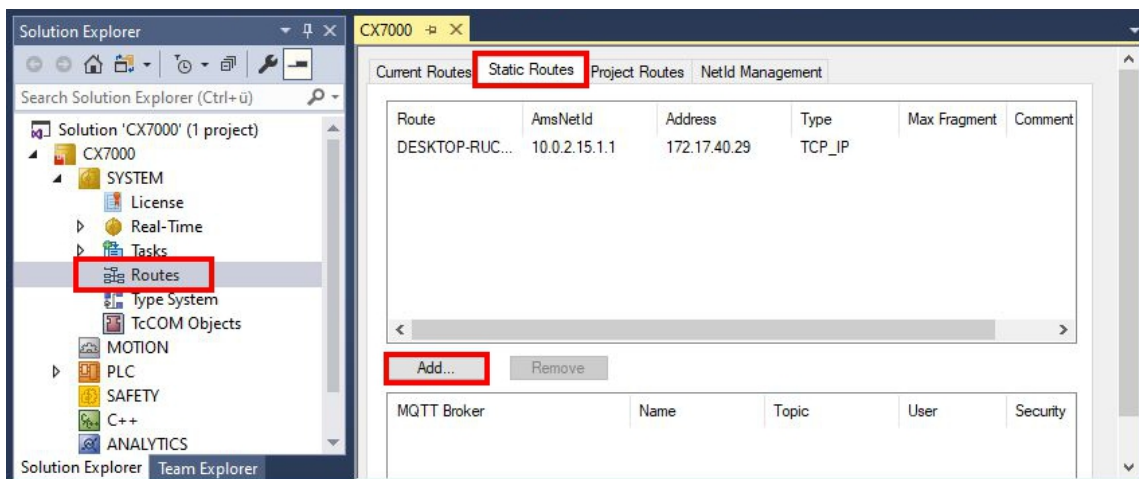 Solution Explorer
Search Solution Explorer (Ctrl+ü)
Solution 'CX7000' (1 project)
CX7000
SYSTEM
License
Real-Time
Tasks
Routes
Type System
TcCOM Objects
MOTION
PLC
SAFETY
C++
ANALYTICS
Solution Explorer Team Explorer
CX7000
Current Routes Static Routes Project Routes NetId Management
Route AmsNetId Address Type Max Fragment Comment
DESKTOP-RUC... 10.0.2.15.1.1 172.17.40.29 TCP_IP
Add... Remove
MQTT Broker Name Topic User Security